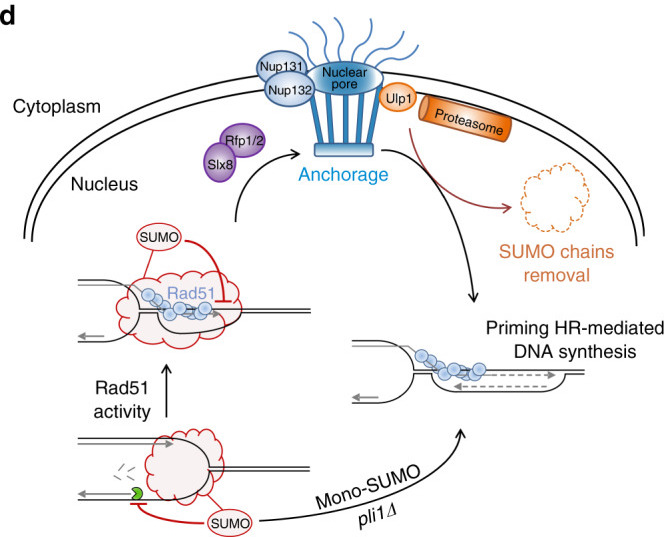 d
Nup131
Nup132
Nuclear
pore
Ulp1
Proteasome
Cytoplasm
Rfp1/2
Slx8
Nucleus
Anchorage
SUMO chains
removal
SUMO
Rad51
Priming HR-mediated
DNA synthesis
Rad51
activity
Mono-SUMO
pli1Δ
SUMO